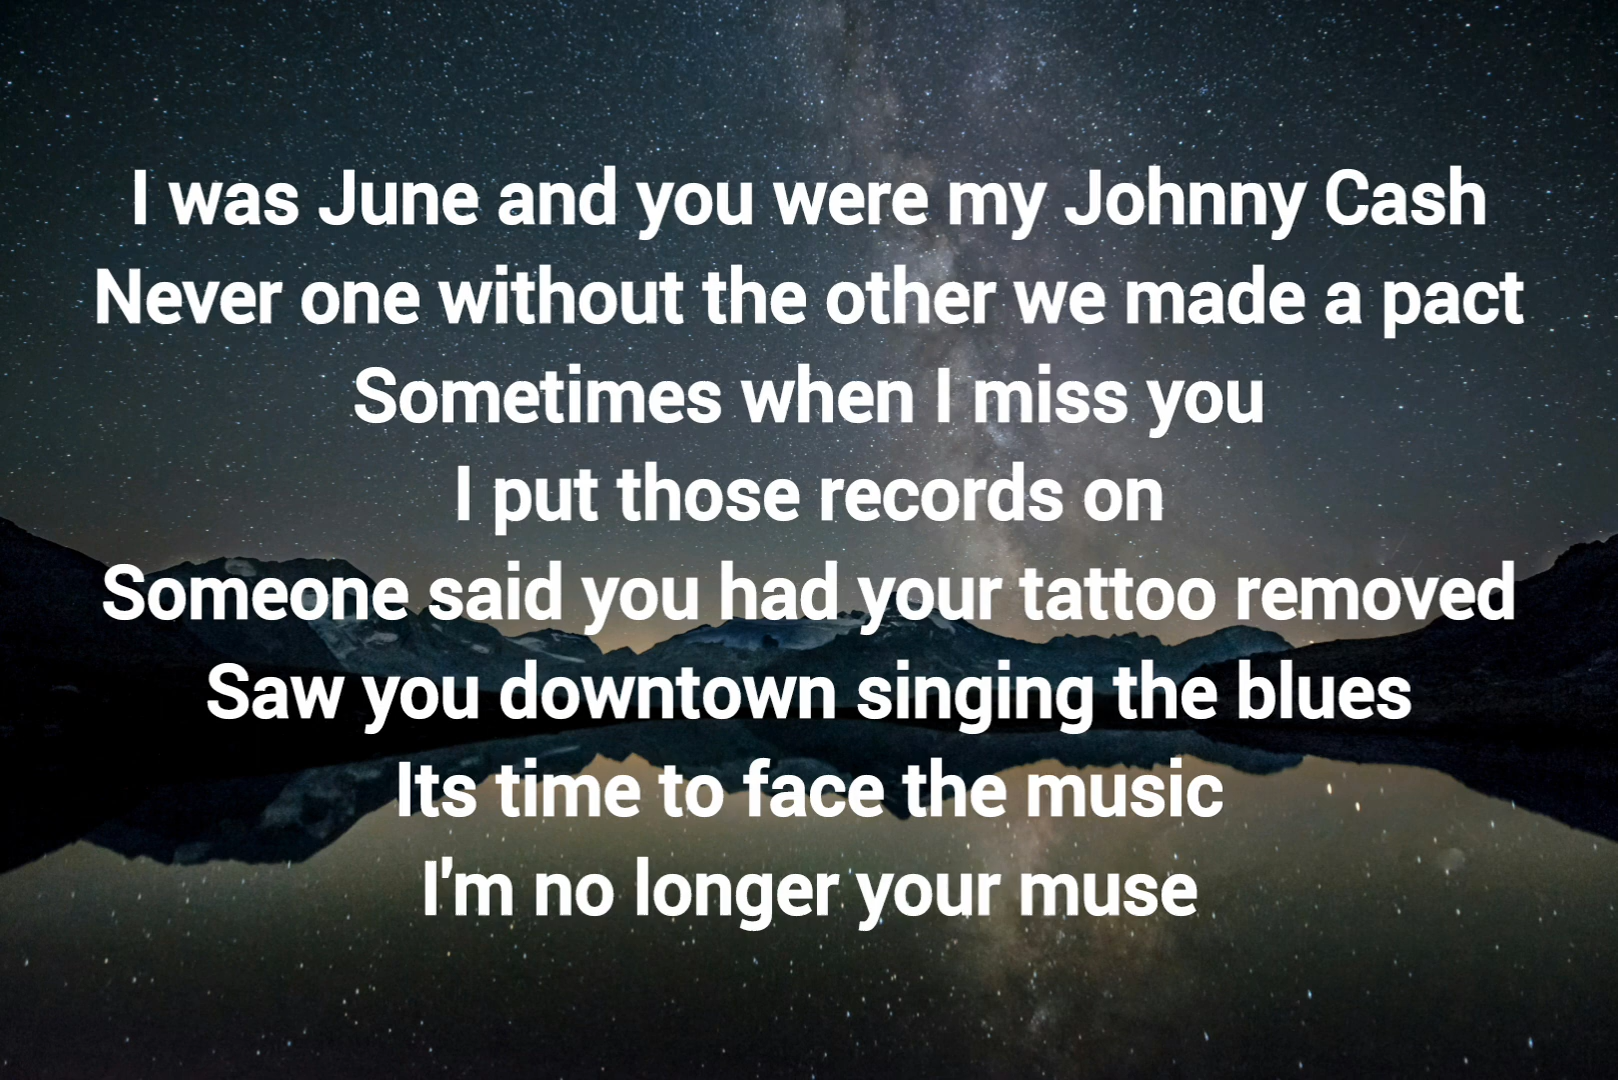 I was June and you were my Johnny Cash
Never one without the other we made a pact
Sometimes when I miss you
I put those records on
Someone said you had your tattoo removed
Saw you downtown singing the blues
Its time to face the music
I'm no longer your muse